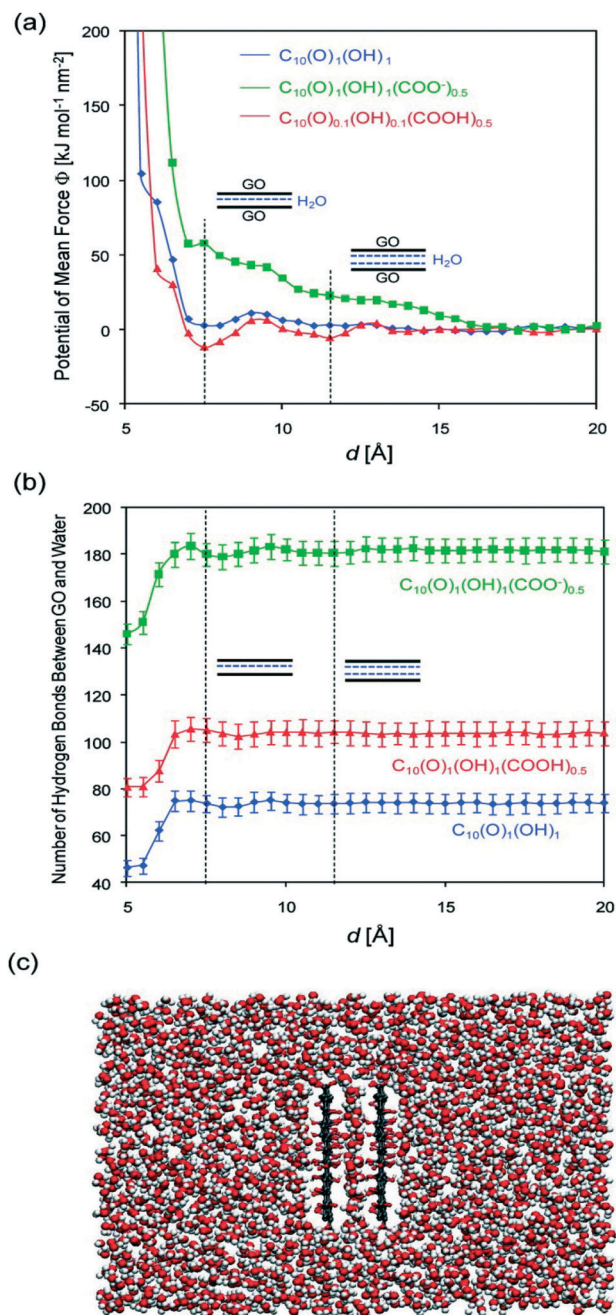 (a)
200
150
100
50
0
-50
Potential of Mean Force Φ [kJ mol⁻¹ nm⁻²]
C₁₀(O)₁(OH)₁
C₁₀(O)₁(OH)₁(COO⁻)₀.₅
C₁₀(O)₀.₁(OH)₀.₁(COOH)₀.₅
GO
H₂O
GO
GO
H₂O
GO
5 10 15 20
d [Å]
(b)
200
180
160
140
120
100
80
60
40
Number of Hydrogen Bonds Between GO and Water
C₁₀(O)₁(OH)₁(COO⁻)₀.₅
C₁₀(O)₁(OH)₁(COOH)₀.₅
C₁₀(O)₁(OH)₁
5 10 15 20
d [Å]
(c)